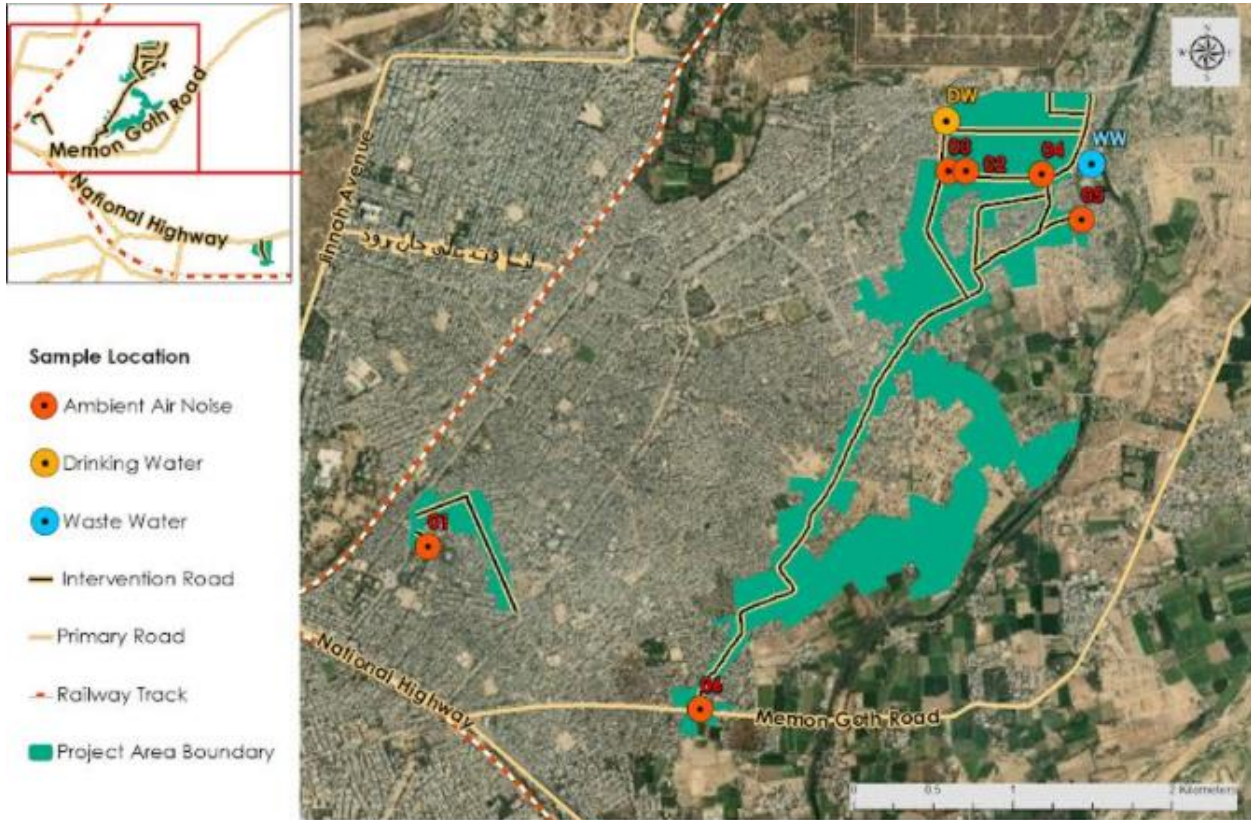 Memon Goth Road
National Highway
Sample Location
Ambient Air Noise
Drinking Water
Waste Water
Intervention Road
Primary Road
Railway Track
Project Area Boundary
N
W
S
Jinnah Avenue
DW
03
02
04
WW
05
01
06
National Highway
Memon Goth Road
0
0.5
1
2 Kilometers